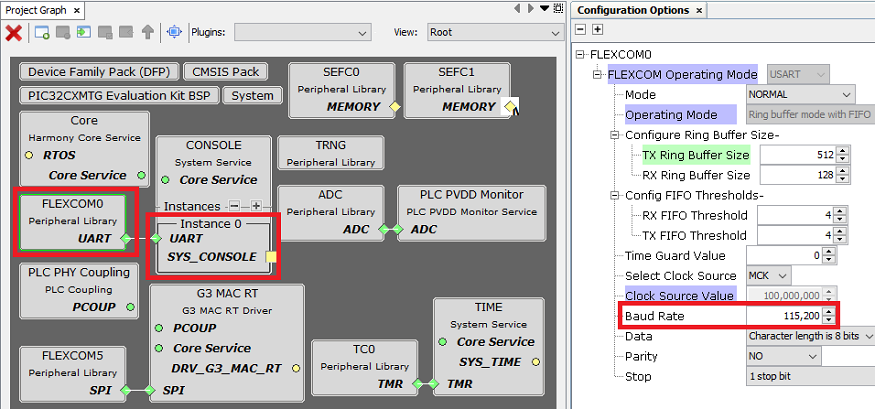 Project Graph ×
Plugins:
View: Root
Device Family Pack (DFP)
CMSIS Pack
PIC32CXMTG Evaluation Kit BSP
System
SEFC0
Peripheral Library
MEMORY
SEFC1
Peripheral Library
MEMORY
Core
Harmony Core Service
RTOS
Core Service
CONSOLE
System Service
Core Service
Instances
Instance 0
UART
SYS_CONSOLE
TRNG
Peripheral Library
FLEXCOM0
Peripheral Library
UART
ADC
Peripheral Library
ADC
PLC PVDD Monitor
PLC PVDD Monitor Service
ADC
PLC PHY Coupling
PLC Coupling
PCOUP
G3 MAC RT
G3 MAC RT Driver
PCOUP
Core Service
DRV_G3_MAC_RT
SPI
FLEXCOM5
Peripheral Library
SPI
TC0
Peripheral Library
TMR
TIME
System Service
Core Service
SYS_TIME
TMR
Configuration Options ×
FLEXCOM0
FLEXCOM Operating Mode USART
Mode NORMAL
Operating Mode Ring buffer mode with FIFO
Configure Ring Buffer Size-
TX Ring Buffer Size 512
RX Ring Buffer Size 128
Config FIFO Thresholds-
RX FIFO Threshold 4
TX FIFO Threshold 4
Time Guard Value 0
Select Clock Source MCK
Clock Source Value 100,000,000
Baud Rate 115,200
Data Character length is 8 bits
Parity NO
Stop 1 stop bit